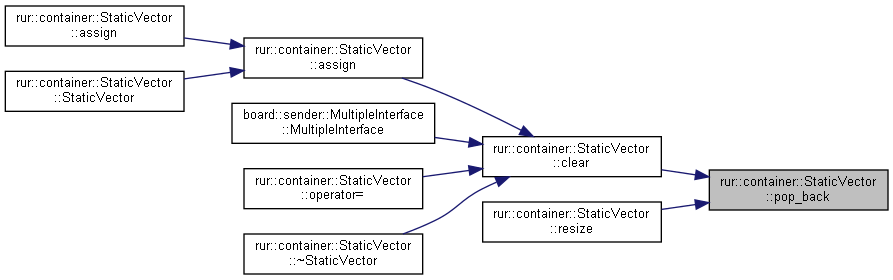 rur::container::StaticVector
::assign
rur::container::StaticVector
::StaticVector
rur::container::StaticVector
::assign
board::sender::MultipleInterface
::MultipleInterface
rur::container::StaticVector
::operator=
rur::container::StaticVector
::~StaticVector
rur::container::StaticVector
::clear
rur::container::StaticVector
::resize
rur::container::StaticVector
::pop_back